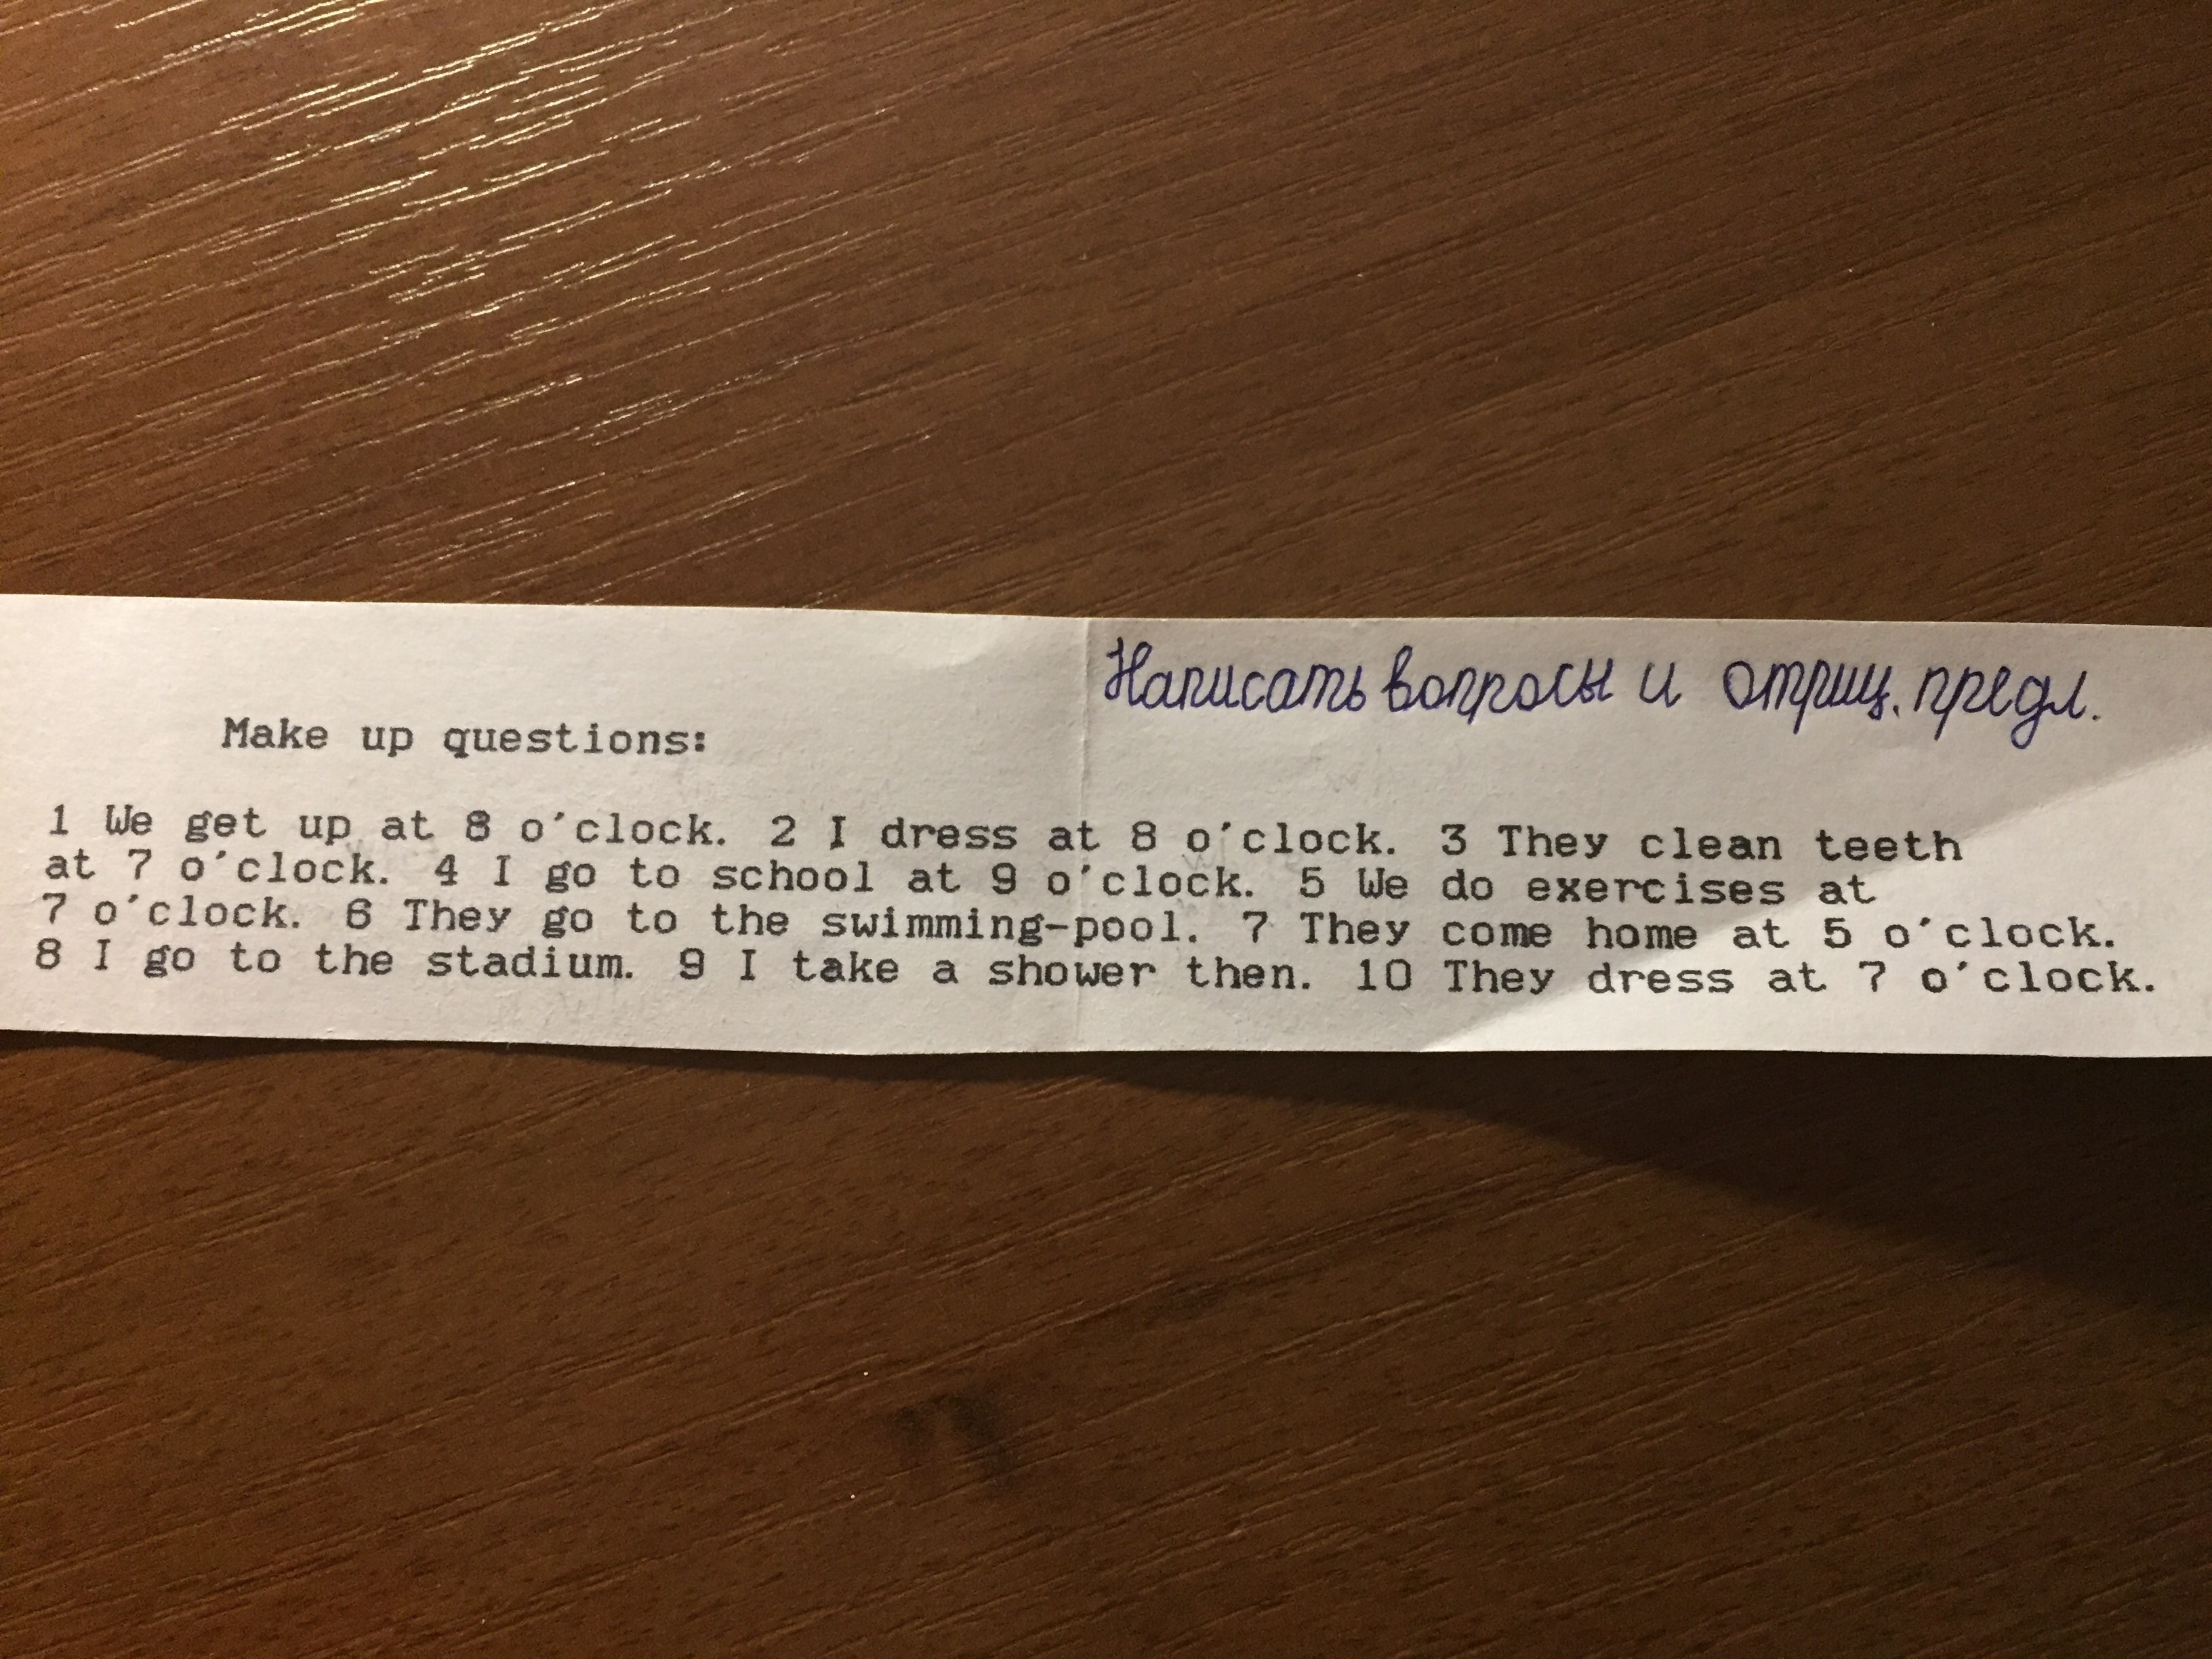 Написать вопросы и отриц. предл.
Make up questions:
1 We get up at 8 o'clock. 2 I dress at 8 o'clock. 3 They clean teeth
at 7 o'clock. 4 I go to school at 9 o'clock. 5 We do exercises at
7 o'clock. 6 They go to the swimming-pool. 7 They come home at 5 o'clock.
8 I go to the stadium. 9 I take a shower then. 10 They dress at 7 o'clock.